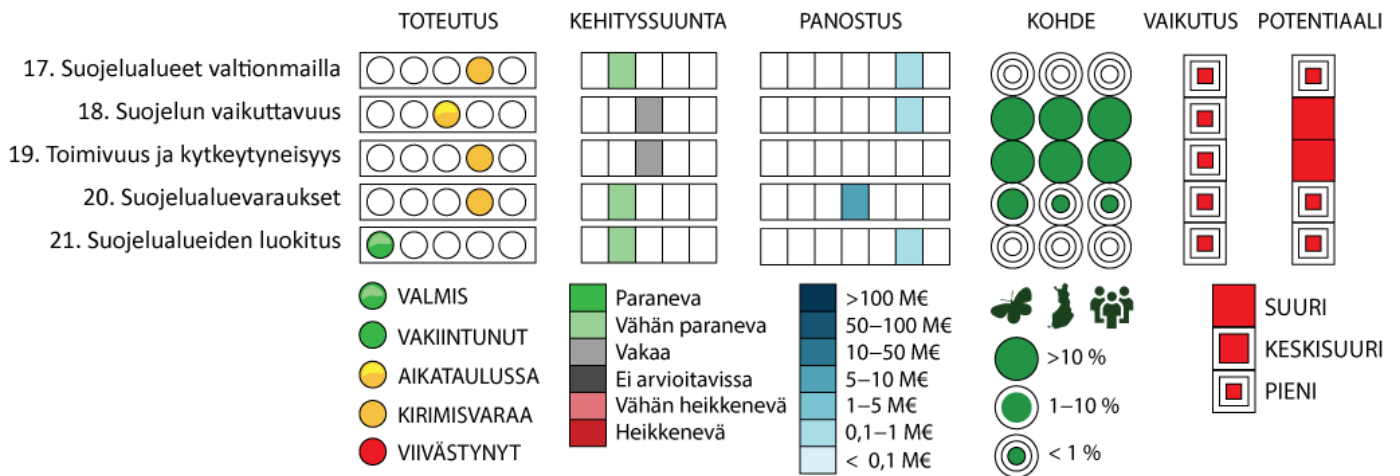 TOTEUTUS KEHITYSSUUNTA PANOSTUS KOHDE VAIKUTUS POTENTIAALI
17. Suojelualueet valtionmailla
18. Suojelun vaikuttavuus
19. Toimivuus ja kytkeytyneisyys
20. Suojelualuevaraukset
21. Suojelualueiden luokitus
VALMIS
VAKIINTUNUT
AIKATAULUSSA
KIRIMISVARAA
VIIVÄSTYNYT
Paraneva
Vähän paraneva
Vakaa
Ei arvioitavissa
Vähän heikkenevä
Heikkenevä
>100 M€
50–100 M€
10–50 M€
5–10 M€
1–5 M€
0,1–1 M€
< 0,1 M€
>10 %
1–10 %
< 1 %
SUURI
KESKISUURI
PIENI